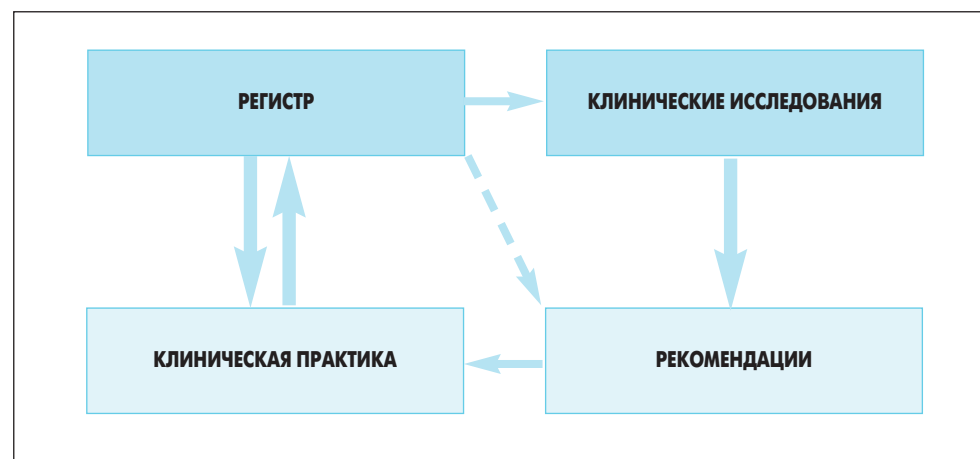 РЕГИСТР
КЛИНИЧЕСКИЕ ИССЛЕДОВАНИЯ
КЛИНИЧЕСКАЯ ПРАКТИКА
РЕКОМЕНДАЦИИ